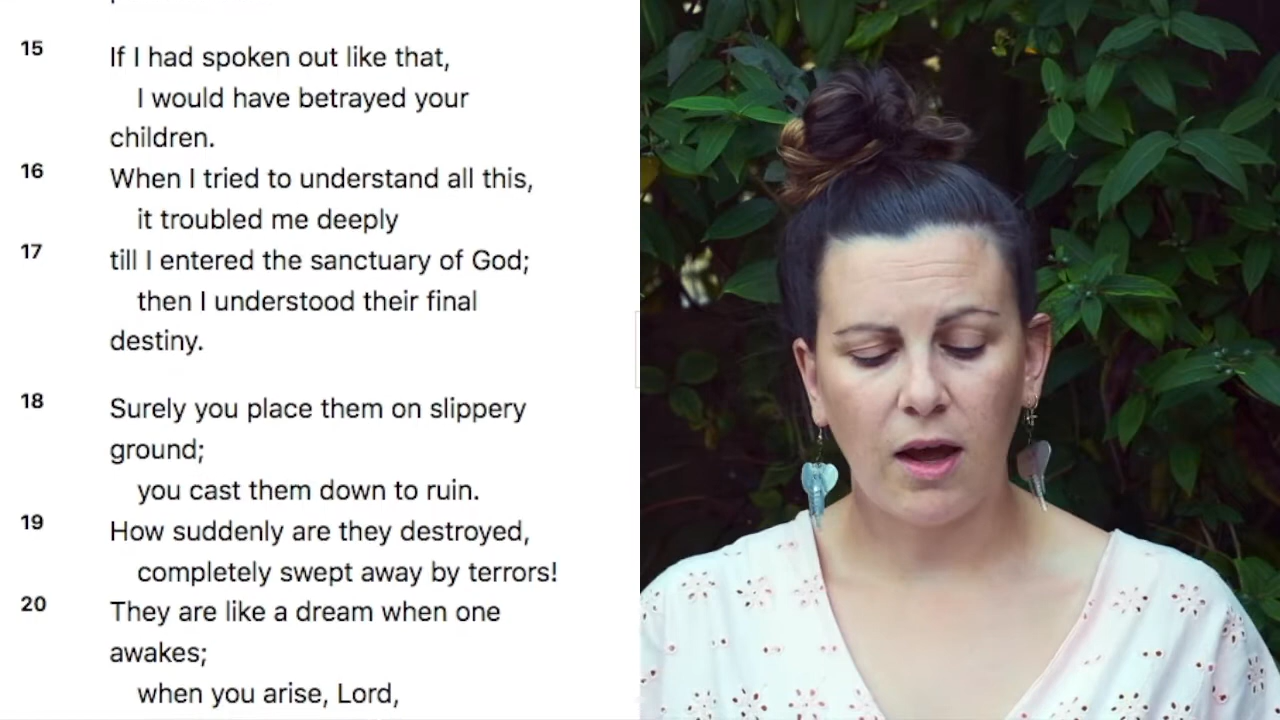 15 If I had spoken out like that,
I would have betrayed your
children.
16 When I tried to understand all this,
it troubled me deeply
17 till I entered the sanctuary of God;
then I understood their final
destiny.
18 Surely you place them on slippery
ground;
you cast them down to ruin.
19 How suddenly are they destroyed,
completely swept away by terrors!
20 They are like a dream when one
awakes;
when you arise, Lord,